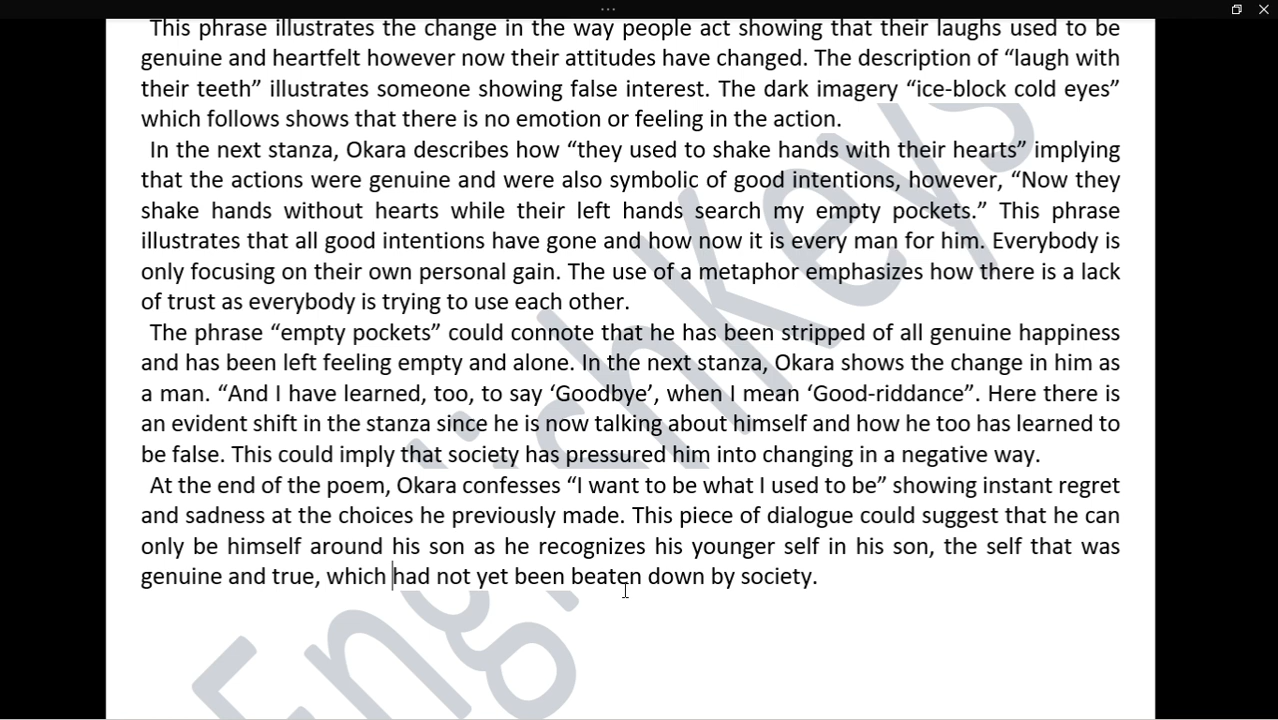 This phrase illustrates the change in the way people act showing that their laughs used to be
genuine and heartfelt however now their attitudes have changed. The description of “laugh with
their teeth” illustrates someone showing false interest. The dark imagery “ice-block cold eyes”
which follows shows that there is no emotion or feeling in the action.
In the next stanza, Okara describes how “they used to shake hands with their hearts” implying
that the actions were genuine and were also symbolic of good intentions, however, “Now they
shake hands without hearts while their left hands search my empty pockets.” This phrase
illustrates that all good intentions have gone and how now it is every man for him. Everybody is
only focusing on their own personal gain. The use of a metaphor emphasizes how there is a lack
of trust as everybody is trying to use each other.
The phrase “empty pockets” could connote that he has been stripped of all genuine happiness
and has been left feeling empty and alone. In the next stanza, Okara shows the change in him as
a man. “And I have learned, too, to say ‘Goodbye’, when I mean ‘Good-riddance”. Here there is
an evident shift in the stanza since he is now talking about himself and how he too has learned to
be false. This could imply that society has pressured him into changing in a negative way.
At the end of the poem, Okara confesses “I want to be what I used to be” showing instant regret
and sadness at the choices he previously made. This piece of dialogue could suggest that he can
only be himself around his son as he recognizes his younger self in his son, the self that was
genuine and true, which had not yet been beaten down by society.
EnglishKeys